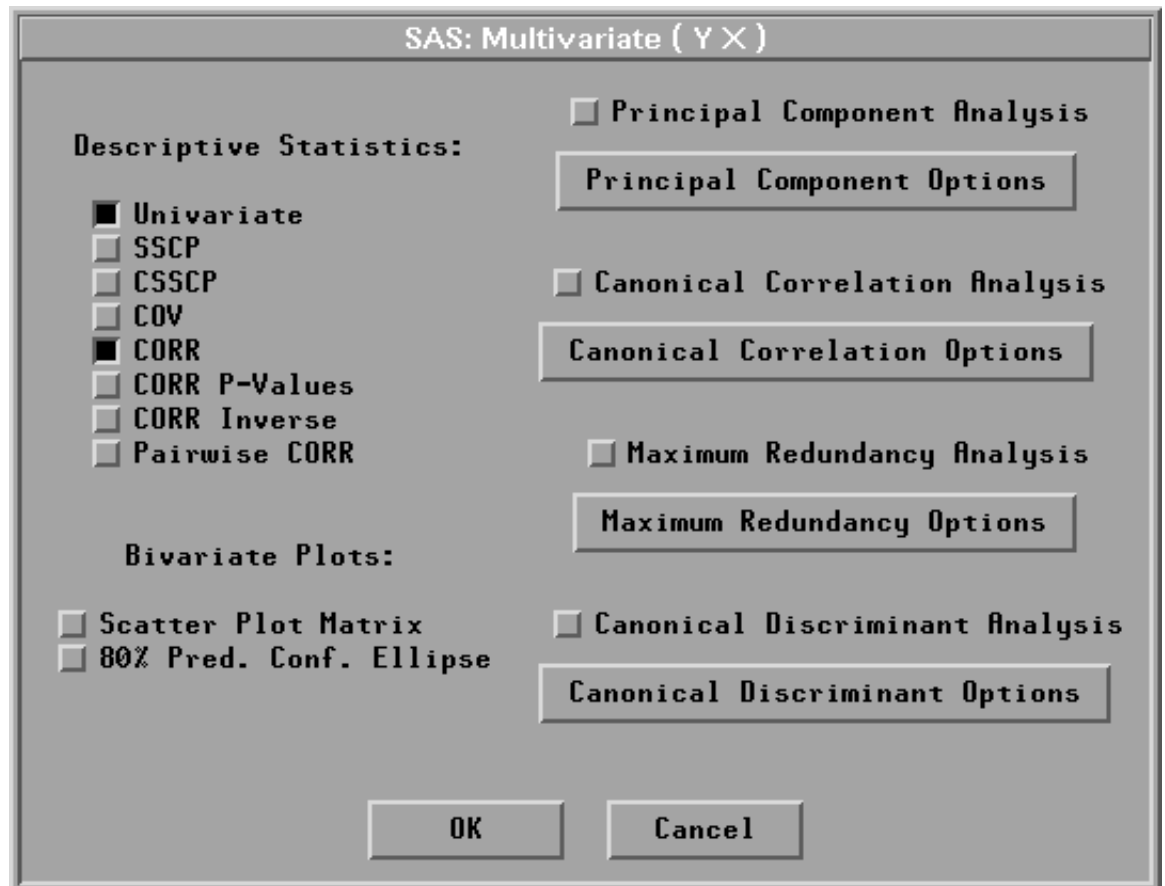 SAS: Multivariate ( Y X )
Descriptive Statistics:
Univariate
SSCP
CSSCP
COV
CORR
CORR P-Values
CORR Inverse
Pairwise CORR
Bivariate Plots:
Scatter Plot Matrix
80% Pred. Conf. Ellipse
Principal Component Analysis
Principal Component Options
Canonical Correlation Analysis
Canonical Correlation Options
Maximum Redundancy Analysis
Maximum Redundancy Options
Canonical Discriminant Analysis
Canonical Discriminant Options
OK
Cancel